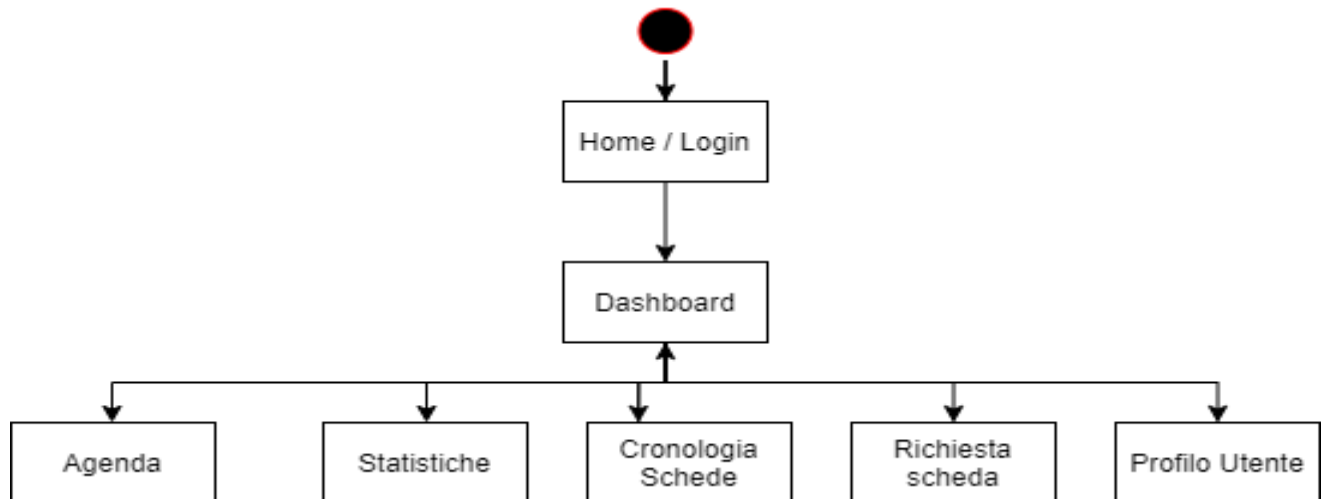 Home / Login
Dashboard
Agenda
Statistiche
Cronologia
Schede
Richiesta
scheda
Profilo Utente